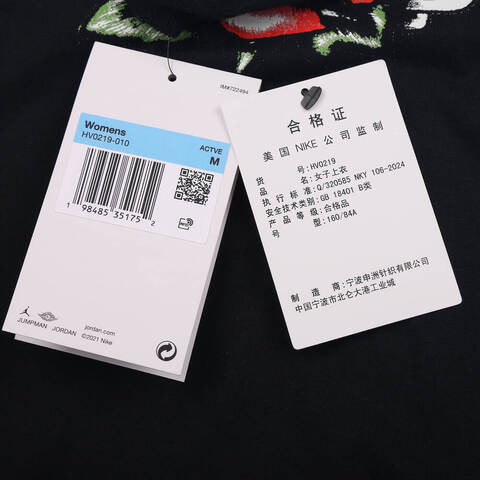 IM#722494
Womens
HV0219-010
ACTVE
M
1 98485 35175 2
JUMPMAN JORDAN
jordan.com
©2021 Nike
合格证
美国 NIKE 公司监制
货号: HV0219
品名: 女子上衣
执行标准: Q/320585 NKY 106-2024
安全技术类别: GB 18401 B类
产品等级: 合格品
号型: 160/84A
制造商: 宁波申洲针织有限公司
中国宁波市北仑大港工业城